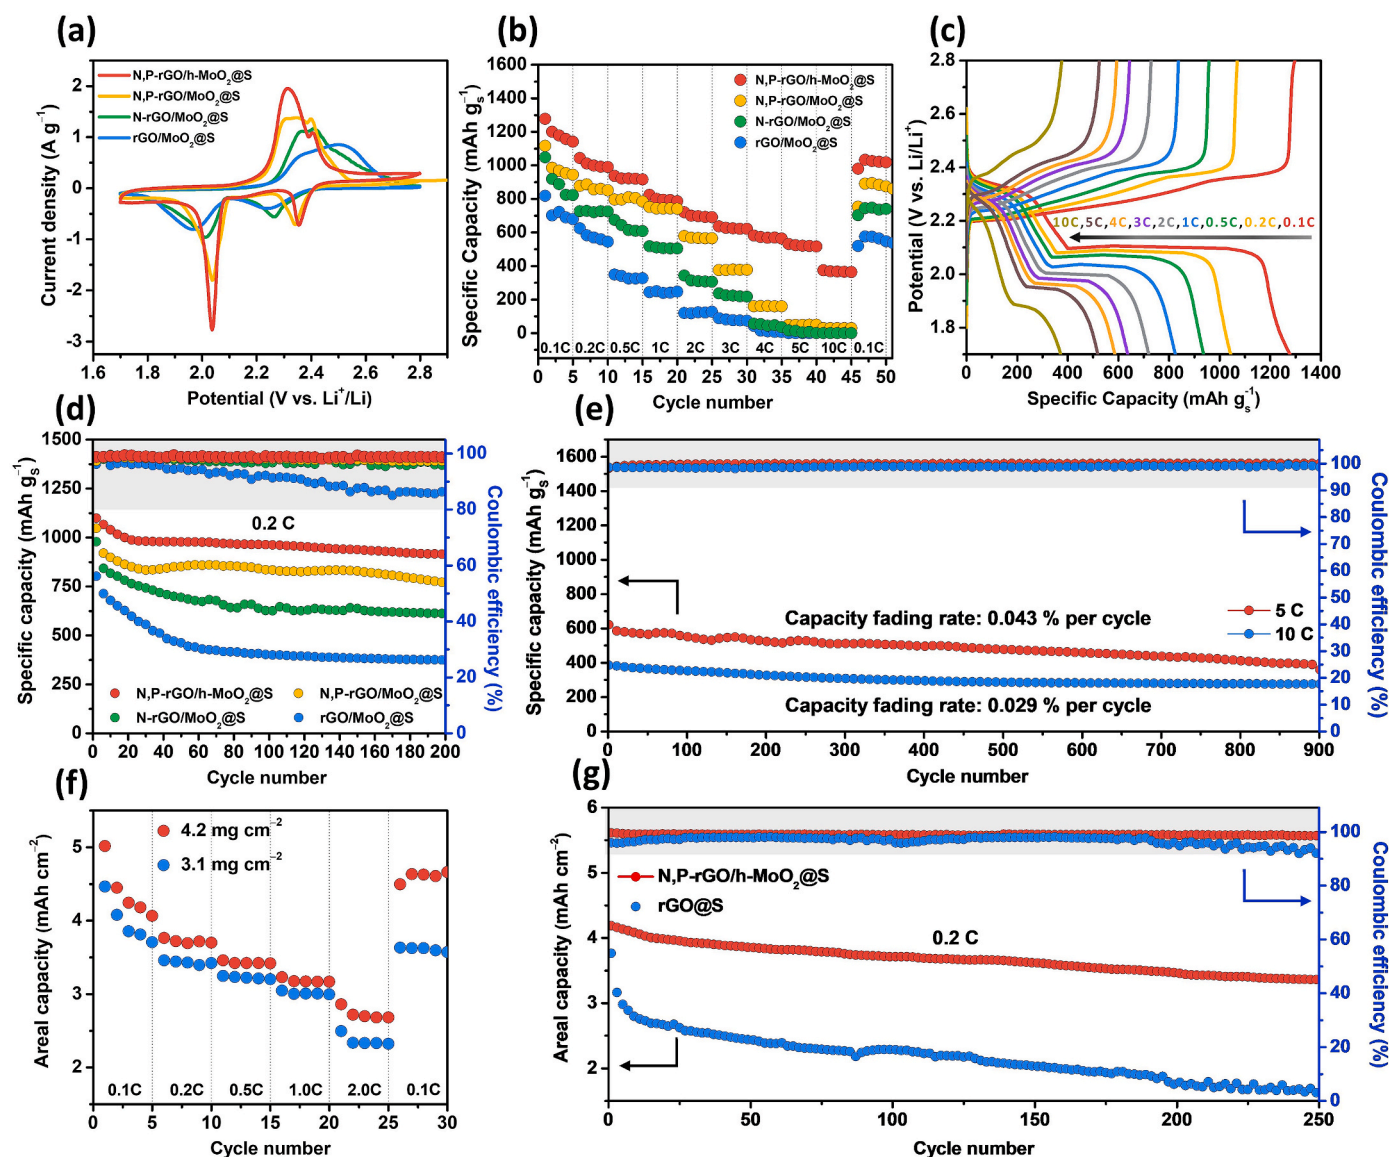 (a)
N,P-rGO/h-MoO₂@S
N,P-rGO/MoO₂@S
N-rGO/MoO₂@S
rGO/MoO₂@S
Current density (A g⁻¹)
2
1
0
-1
-2
-3
1.6 2.0 2.4 2.8
Potential (V vs. Li⁺/Li)
(b)
N,P-rGO/h-MoO₂@S
N,P-rGO/MoO₂@S
N-rGO/MoO₂@S
rGO/MoO₂@S
Specific Capacity (mAh gₛ⁻¹)
1600
1400
1200
1000
800
600
400
200
0
0.1C 0.2C 0.5C 1C 2C 3C 4C 5C 10C 0.1C
0 5 10 15 20 25 30 35 40 45 50
Cycle number
(c)
Potential (V vs. Li/Li⁺)
2.8
2.6
2.4
2.2
2.0
1.8
10C,5C,4C,3C,2C,1C,0.5C,0.2C,0.1C
0 200 400 600 800 1000 1200 1400
Specific Capacity (mAh gₛ⁻¹)
(d)
Specific capacity (mAh gₛ⁻¹)
1500
1250
1000
750
500
250
0
0.2 C
N,P-rGO/h-MoO₂@S N,P-rGO/MoO₂@S
N-rGO/MoO₂@S rGO/MoO₂@S
100
80
60
40
20
0
Coulombic efficiency (%)
0 20 40 60 80 100 120 140 160 180 200
Cycle number
(e)
Specific capacity (mAh gₛ⁻¹)
1600
1500
1400
1200
1000
800
600
400
300
200
0
Capacity fading rate: 0.043 % per cycle
5 C
10 C
Capacity fading rate: 0.029 % per cycle
100
90
80
70
60
50
40
30
20
20
10
0
Coulombic efficiency (%)
0 100 200 300 400 500 600 700 800 900
Cycle number
(f)
4.2 mg cm⁻²
3.1 mg cm⁻²
Areal capacity (mAh cm⁻²)
5
4
3
2
0.1C 0.2C 0.5C 1.0C 2.0C 0.1C
0 5 10 15 20 25 30
Cycle number
(g)
Areal capacity (mAh cm⁻²)
6
5
4
3
2
N,P-rGO/h-MoO₂@S
rGO@S
0.2 C
100
80
60
40
20
0
Coulombic efficiency (%)
0 25 50 75 100 125 150 175 200 225 250
Cycle number